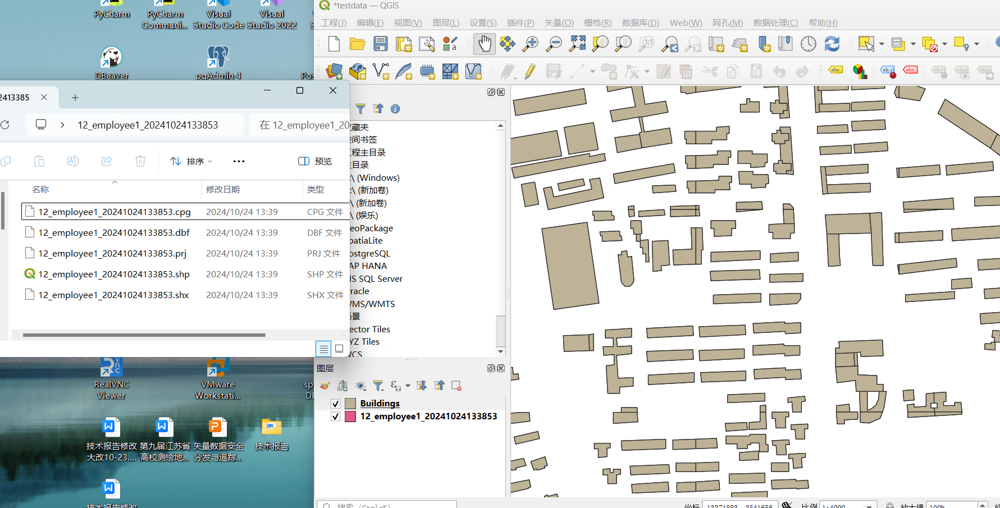 PyCharm
PyCharm Communi...
Visual Studio Code
Visual Studio 2022
DBeaver
pgAdmin 4
*testdata — QGIS
工程(J) 编辑(E) 视图(V) 图层(L) 设置(S) 插件(P) 矢量(O) 栅格(R) 数据库(D) Web(W) 网孔(M) 数据处理(C) 帮助(H)
12_employee1_20241024133853
在 12_employee1_20
排序
预览
名称 修改日期 类型
12_employee1_20241024133853.cpg 2024/10/24 13:39 CPG 文件
12_employee1_20241024133853.dbf 2024/10/24 13:39 DBF 文件
12_employee1_20241024133853.prj 2024/10/24 13:39 PRJ 文件
12_employee1_20241024133853.shp 2024/10/24 13:39 SHP 文件
12_employee1_20241024133853.shx 2024/10/24 13:39 SHX 文件
藏夹
间书签
程主目录
目录
:\ (Windows)
:\ (新加卷)
\ (新加卷)
\ (娱乐)
eoPackage
patiaLite
ostgreSQL
AP HANA
MS SQL Server
racle
WMS/WMTS
场景
ector Tiles
YZ Tiles
WCS
图层
Buildings
12_employee1_20241024133853
RealVNC Viewer
VMware Workstati...
技术报告修改大改10-23....
第九届江苏省高校测绘地...
矢量数据安全分发与追踪...
技术报告
技术报告修改
搜索 (Ctrl+K)
坐标 13371883 3541656
比例 1:4000
放大镜 100%